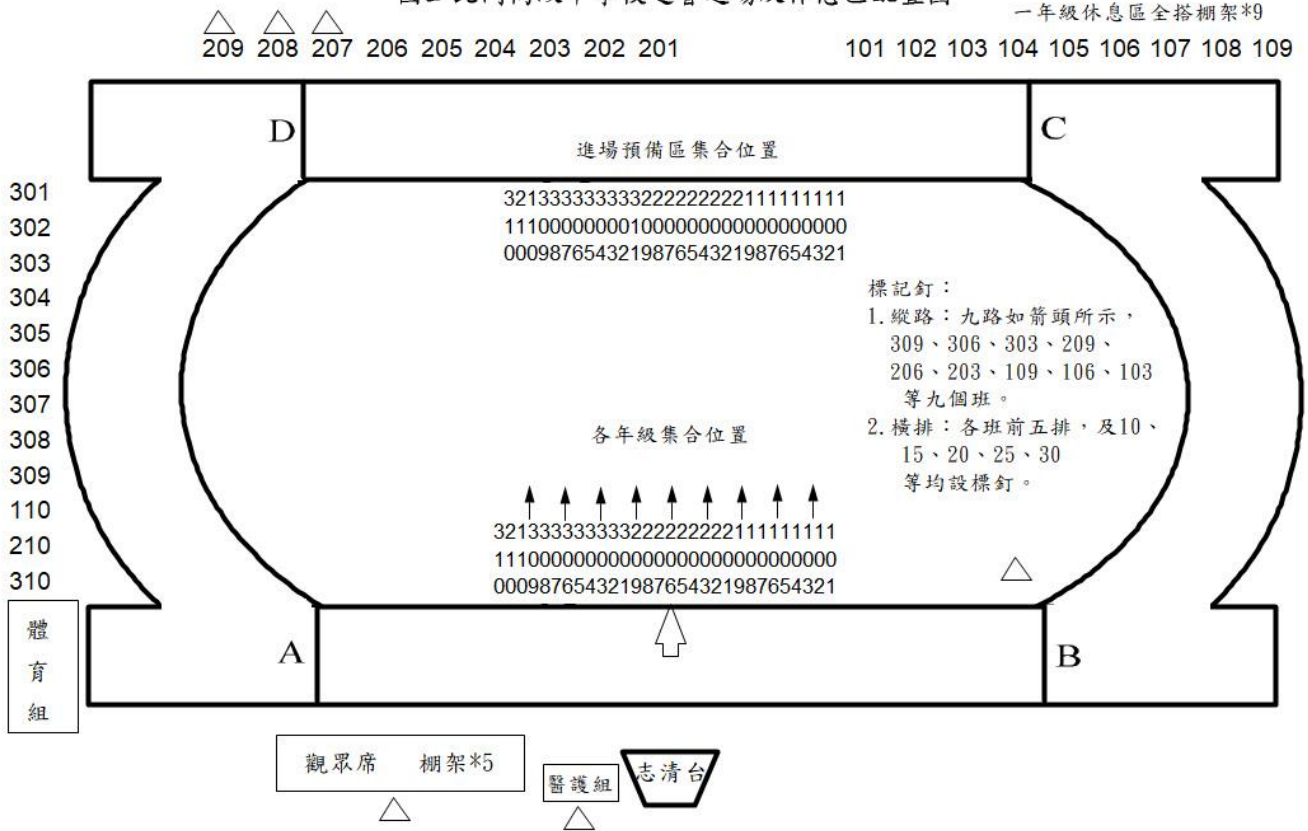 一年級休息區全搭棚架*9
209 208 207 206 205 204 203 202 201 101 102 103 104 105 106 107 108 109
D
C
進場預備區集合位置
321333333333222222222111111111
111000000001000000000000000000
000987654321987654321987654321
301
302
303
304
305
306
307
308
309
110
210
310
標記釘：
1.縱路：九路如箭頭所示，
309、306、303、209、
206、203、109、106、103
等九個班。
2.橫排：各班前五排，及10、
15、20、25、30
等均設標釘。
各年級集合位置
321333333333222222222111111111
111000000000000000000000000000
000987654321987654321987654321
體育組
A
B
觀眾席 棚架*5
醫護組
志清台